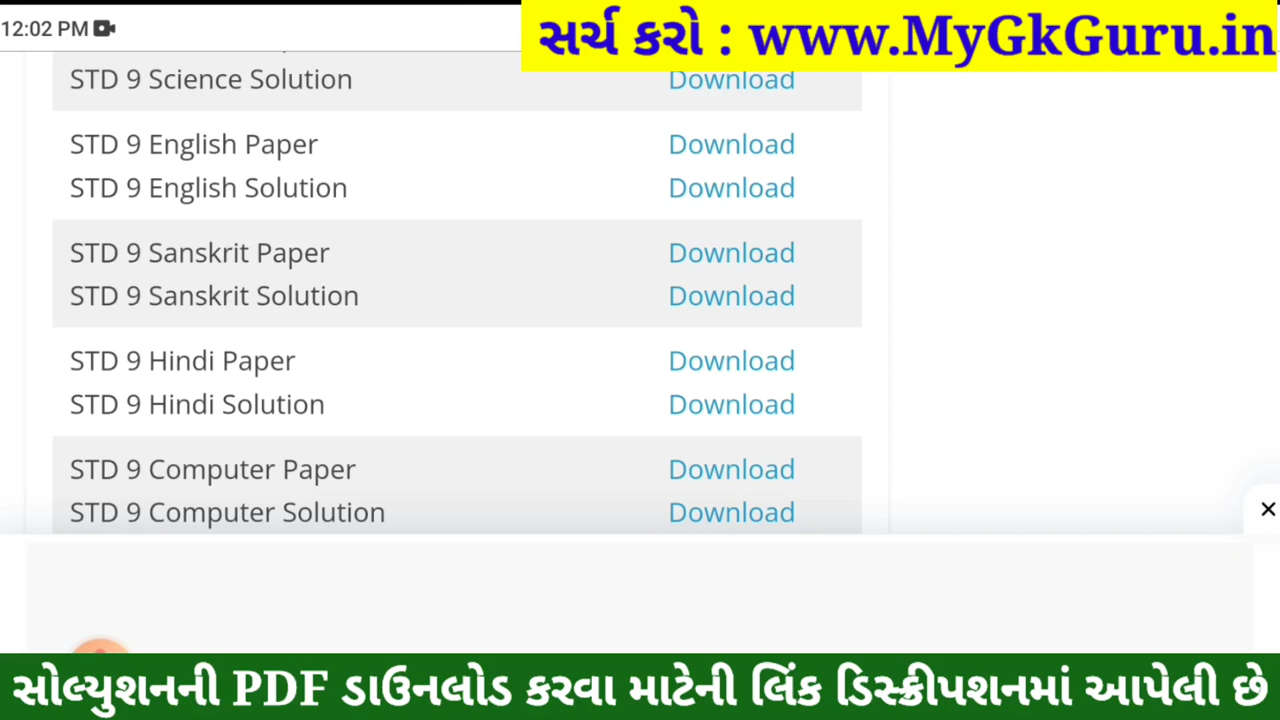 12:02 PM
સર્ચ કરો : www.MyGkGuru.in
STD 9 Science Solution Download
STD 9 English Paper Download
STD 9 English Solution Download
STD 9 Sanskrit Paper Download
STD 9 Sanskrit Solution Download
STD 9 Hindi Paper Download
STD 9 Hindi Solution Download
STD 9 Computer Paper Download
STD 9 Computer Solution Download
સોલ્યુશનની PDF ડાઉનલોડ કરવા માટેની લિંક ડિસ્ક્રીપશનમાં આપેલી છે